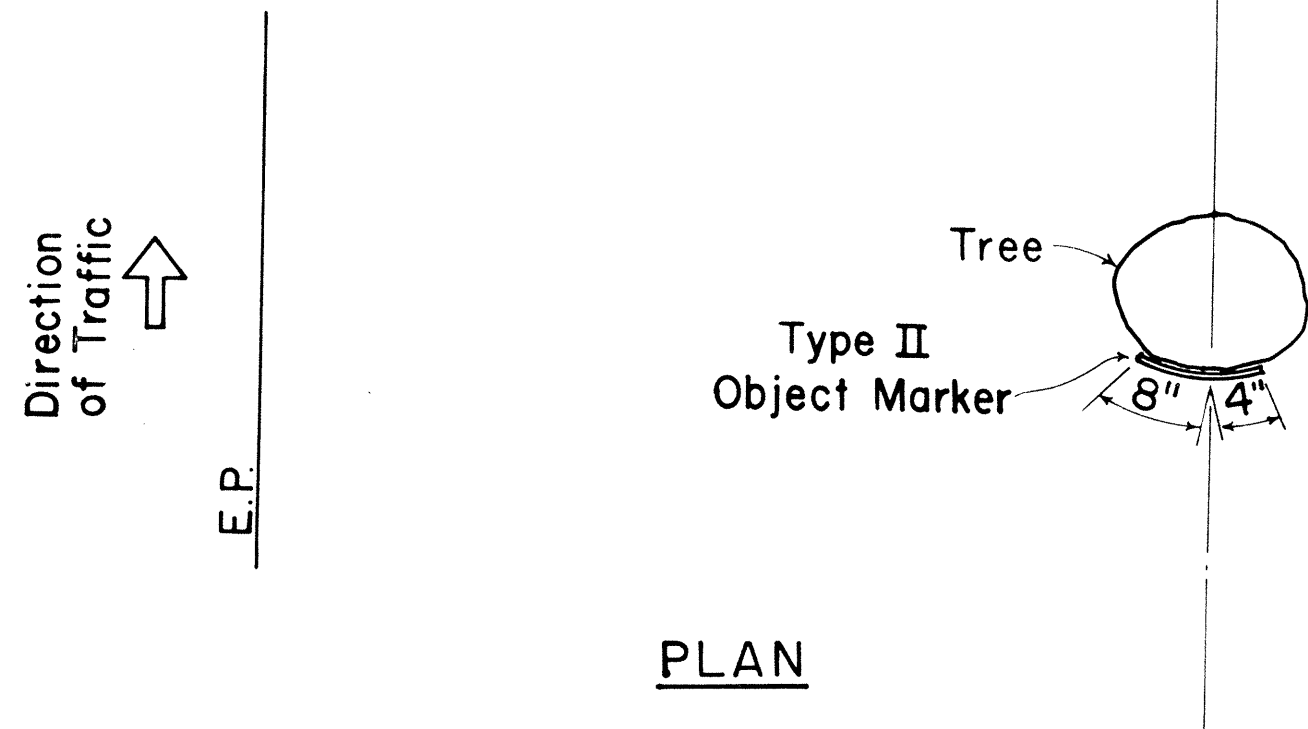 Direction
of Traffic
E.P.
Tree
Type II
Object Marker
8"
4"
PLAN